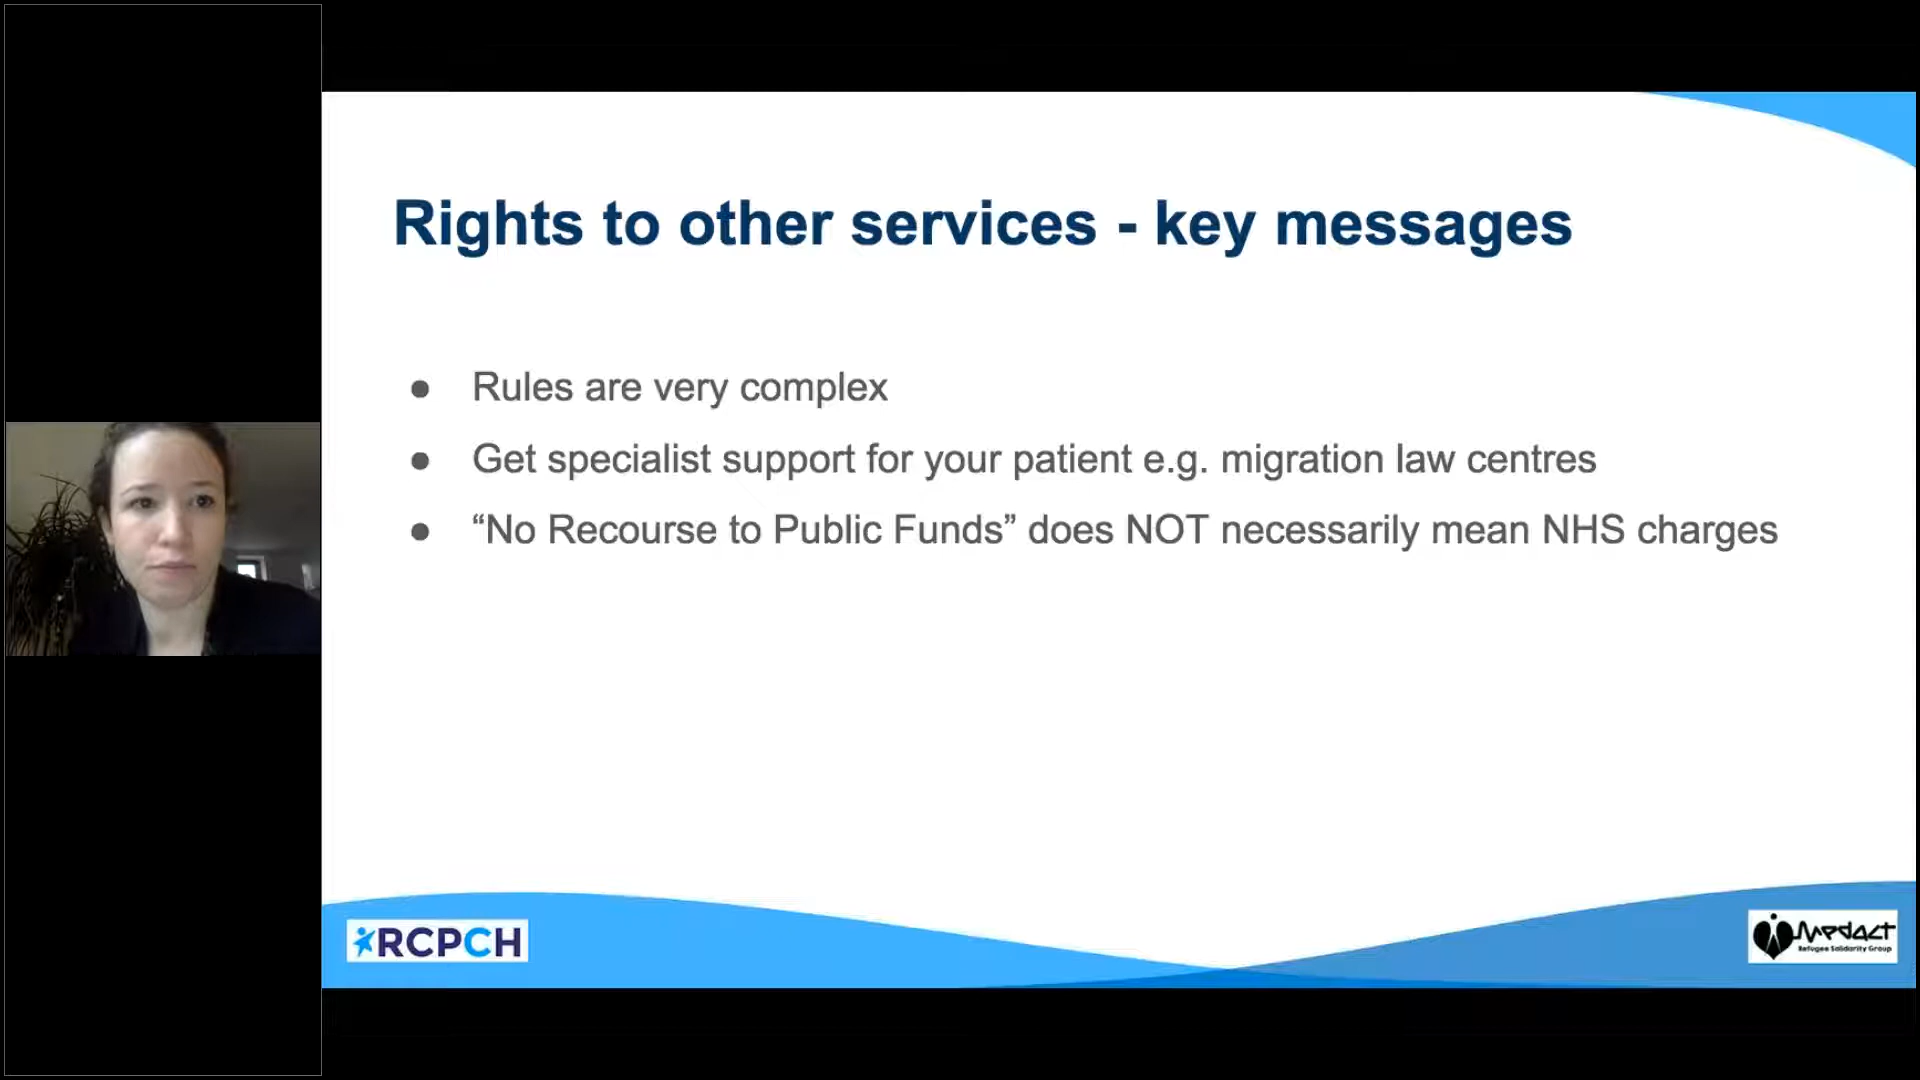 Rights to other services - key messages
● Rules are very complex
● Get specialist support for your patient e.g. migration law centres
● “No Recourse to Public Funds” does NOT necessarily mean NHS charges
RCPCH
Medact
Refugee Solidarity Group